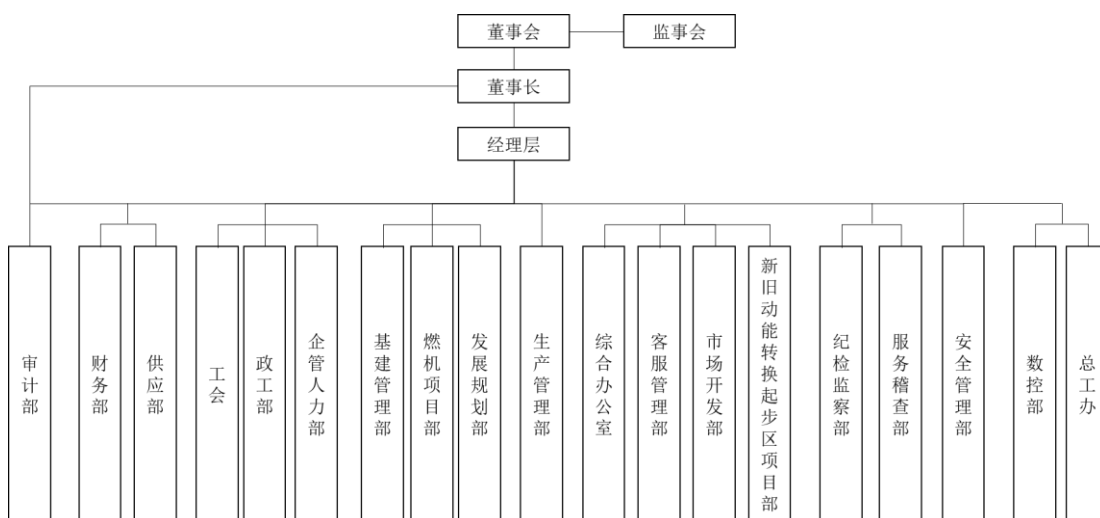 董事会
监事会
董事长
经理层
审计部
财务部
供应部
工会
政工部
企管人力部
基建管理部
燃机项目部
发展规划部
生产管理部
综合办公室
客服管理部
市场开发部
新旧动能转换起步区项目部
纪检监察部
服务稽查部
安全管理部
数控部
总工办